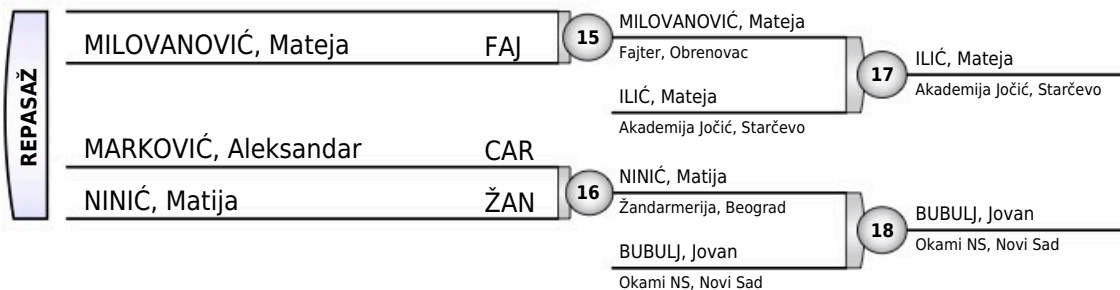 REPASAŽ
MILOVANOVIĆ, Mateja FAJ
15
MILOVANOVIĆ, Mateja
Fajter, Obrenovac
ILIĆ, Mateja
Akademija Jočić, Starčevo
17
ILIĆ, Mateja
Akademija Jočić, Starčevo
MARKOVIĆ, Aleksandar CAR
NINIĆ, Matija ŽAN
16
NINIĆ, Matija
Žandarmerija, Beograd
BUBULJ, Jovan
Okami NS, Novi Sad
18
BUBULJ, Jovan
Okami NS, Novi Sad